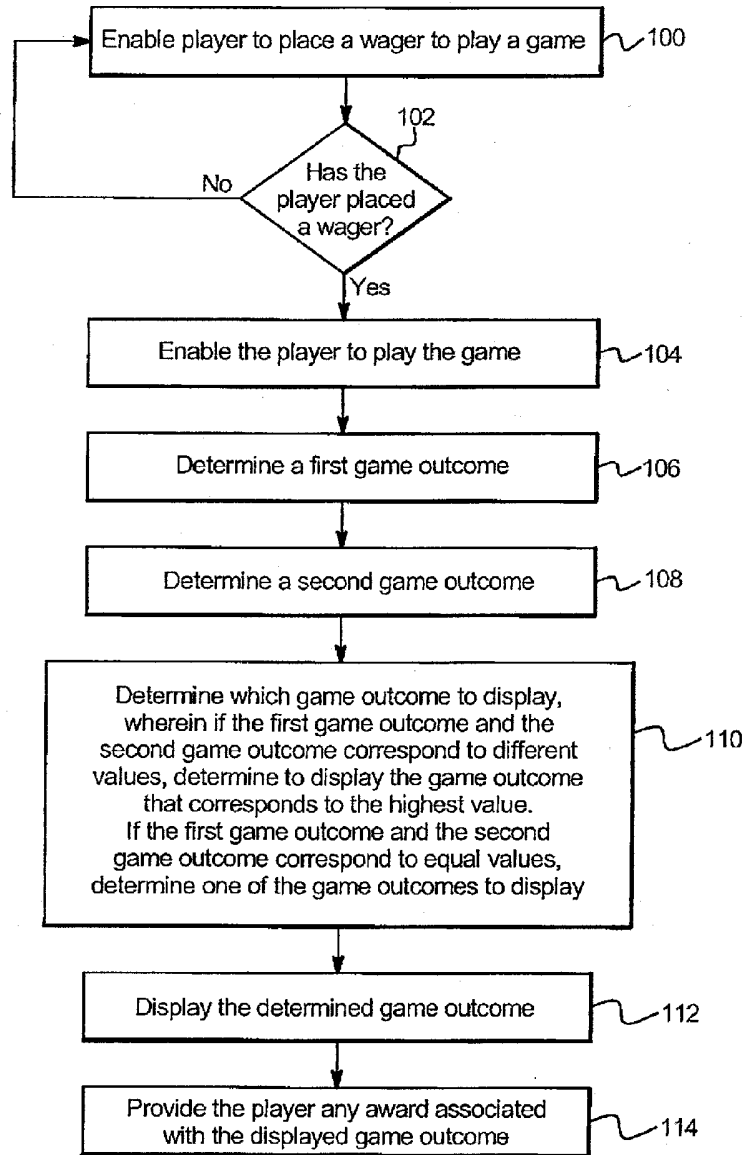 Enable player to place a wager to play a game
100
102
Has the
player placed
a wager?
No
Yes
Enable the player to play the game
104
Determine a first game outcome
106
Determine a second game outcome
108
Determine which game outcome to display,
wherein if the first game outcome and the
second game outcome correspond to different
values, determine to display the game outcome
that corresponds to the highest value.
If the first game outcome and the second
game outcome correspond to equal values,
determine one of the game outcomes to display
110
Display the determined game outcome
112
Provide the player any award associated
with the displayed game outcome
114